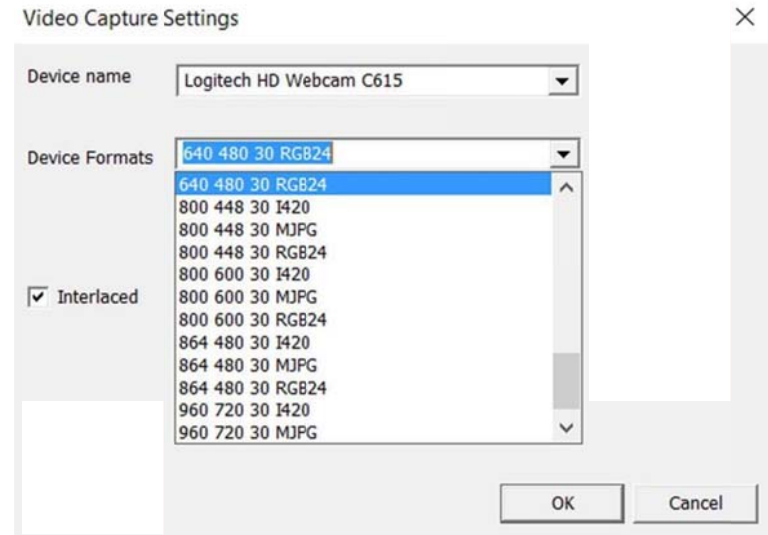 Video Capture Settings
Device name
Logitech HD Webcam C615
Device Formats
640 480 30 RGB24
640 480 30 RGB24
800 448 30 I420
800 448 30 MJPG
800 448 30 RGB24
800 600 30 I420
800 600 30 MJPG
800 600 30 RGB24
864 480 30 I420
864 480 30 MJPG
864 480 30 RGB24
960 720 30 I420
960 720 30 MJPG
Interlaced
OK
Cancel